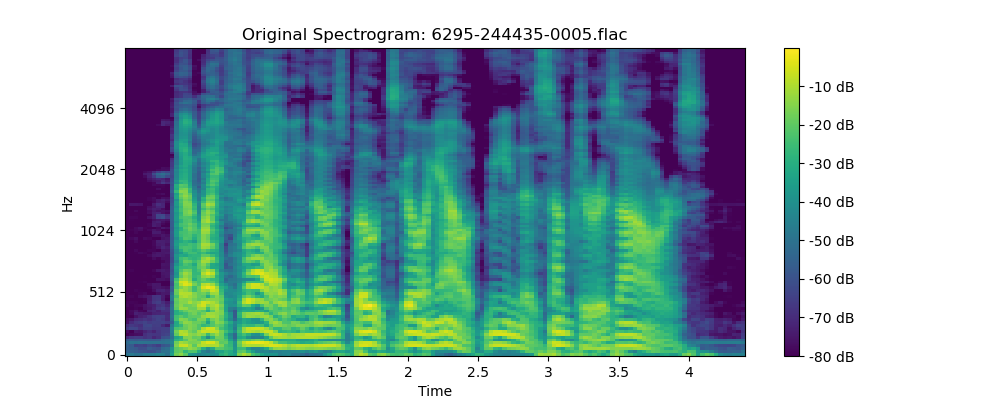 Original Spectrogram: 6295-244435-0005.flac
4096
2048
1024
512
0
Hz
0 0.5 1 1.5 2 2.5 3 3.5 4
Time
-10 dB
-20 dB
-30 dB
-40 dB
-50 dB
-60 dB
-70 dB
-80 dB